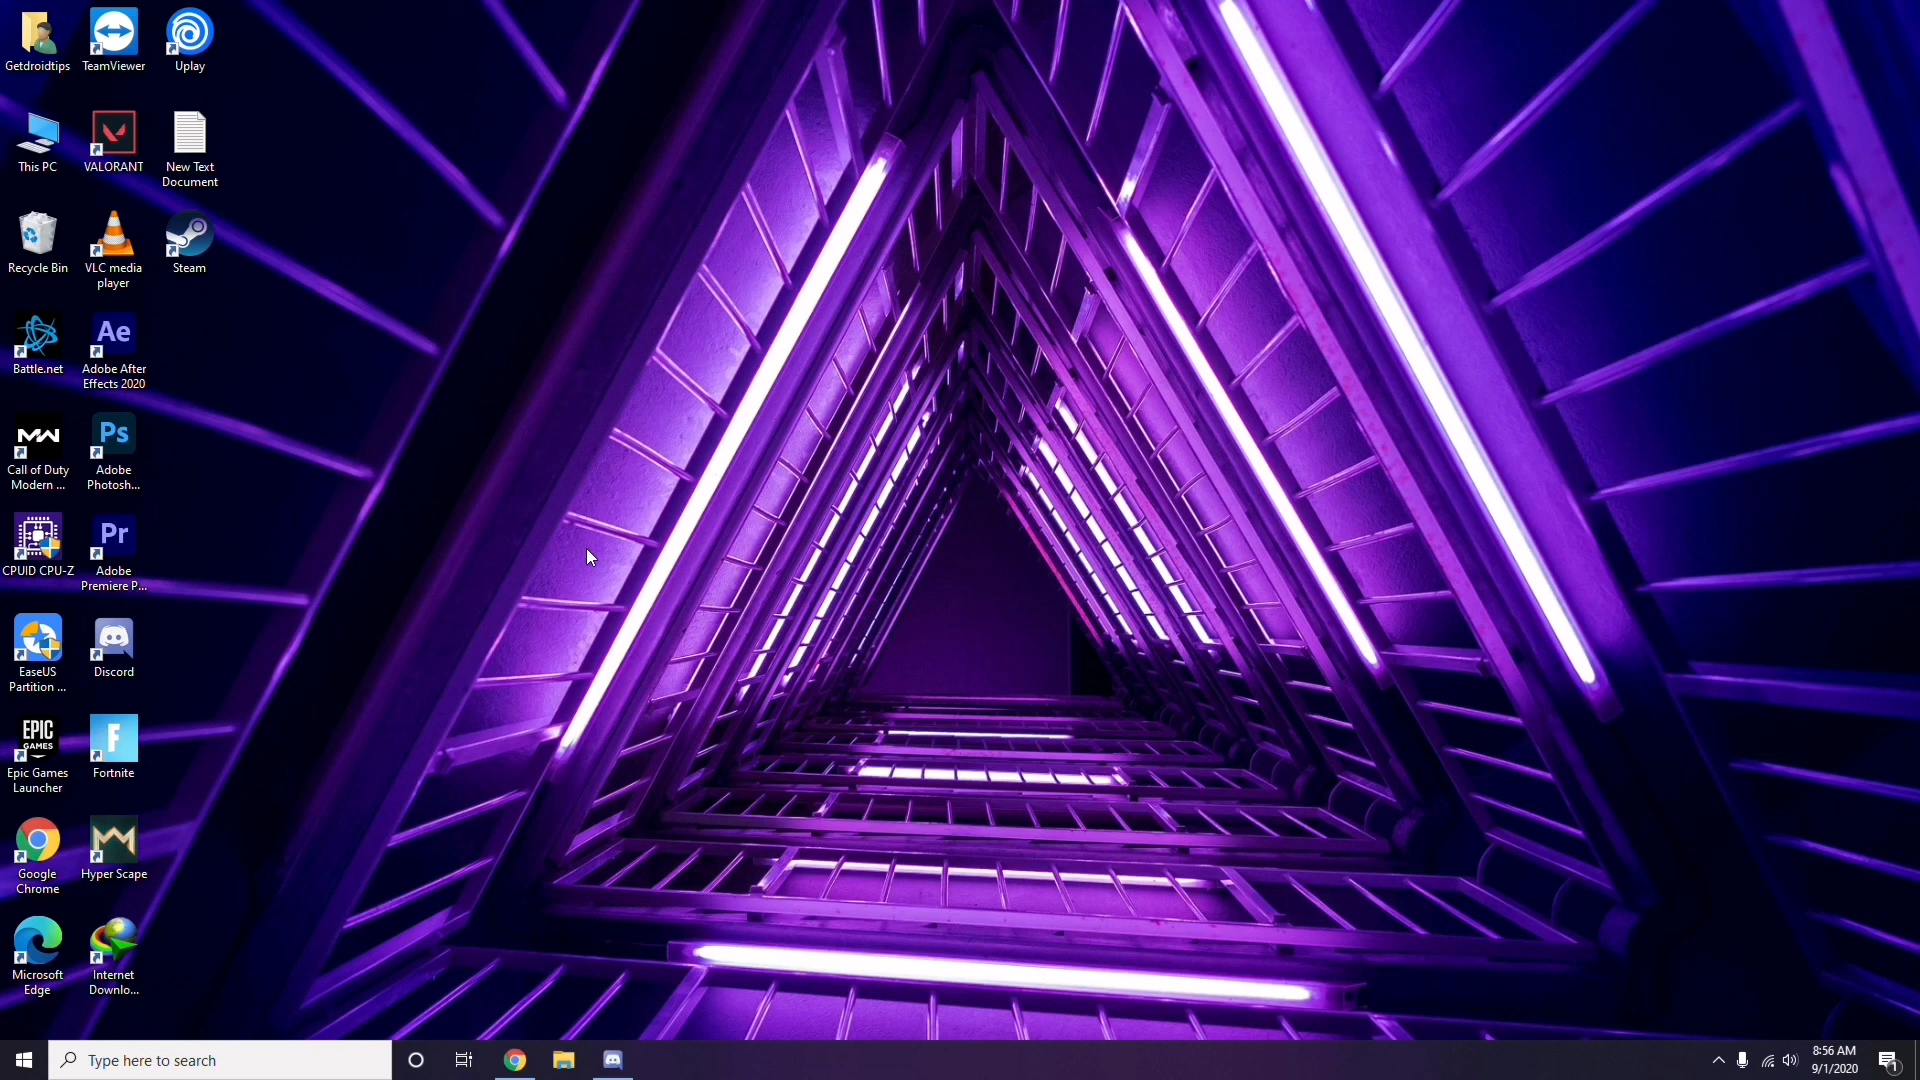 Getdroidtips
TeamViewer
Uplay
This PC
VALORANT
New Text
Document
Recycle Bin
VLC media
player
Steam
Battle.net
Ae
Adobe After
Effects 2020
MW
Call of Duty
Modern ...
Ps
Adobe
Photosh...
CPUID CPU-Z
Pr
Adobe
Premiere P...
EaseUS
Partition ...
Discord
EPIC
GAMES
Epic Games
Launcher
F
Fortnite
Google
Chrome
Hyper Scape
Microsoft
Edge
Internet
Downlo...
Type here to search
8:56 AM
9/1/2020
1